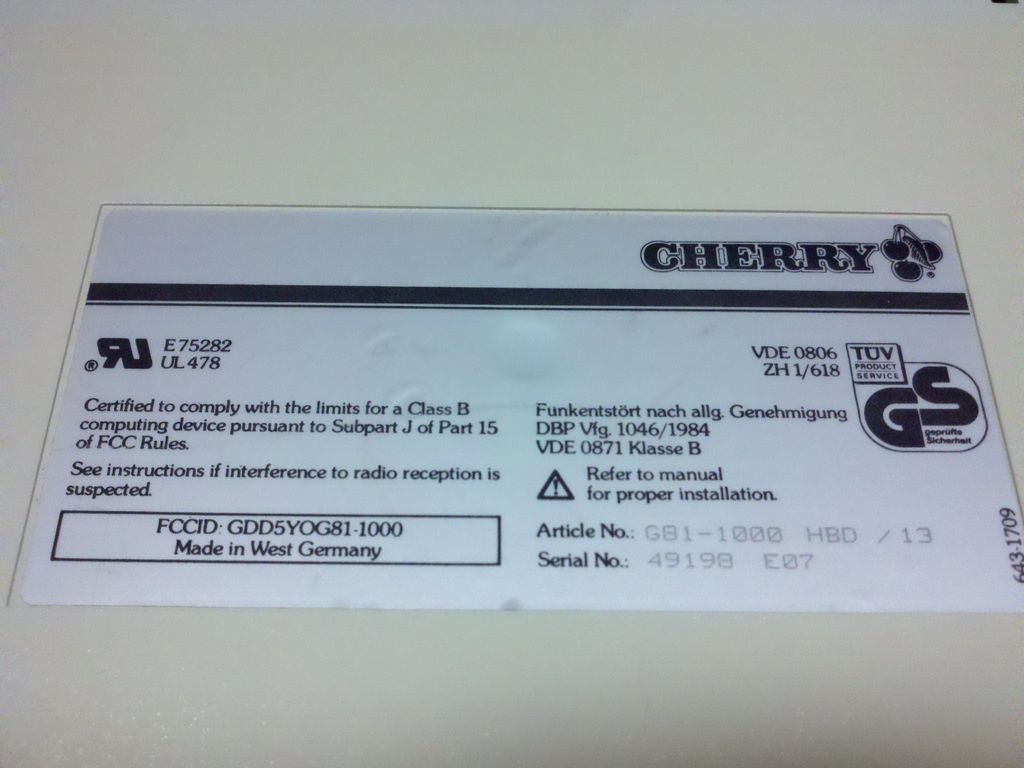 CHERRY
®
E 75282
UL 478
®
VDE 0806
ZH 1/618
TÜV
PRODUCT
SERVICE
GS
geprüfte
Sicherheit
Certified to comply with the limits for a Class B
computing device pursuant to Subpart J of Part 15
of FCC Rules.
See instructions if interference to radio reception is
suspected.
FCCID: GDD5YOG81-1000
Made in West Germany
Funkentstört nach allg. Genehmigung
DBP Vfg. 1046/1984
VDE 0871 Klasse B
Refer to manual
for proper installation.
Article No.: G81-1000 HBD / 13
Serial No.: 49198 E07
643-1709